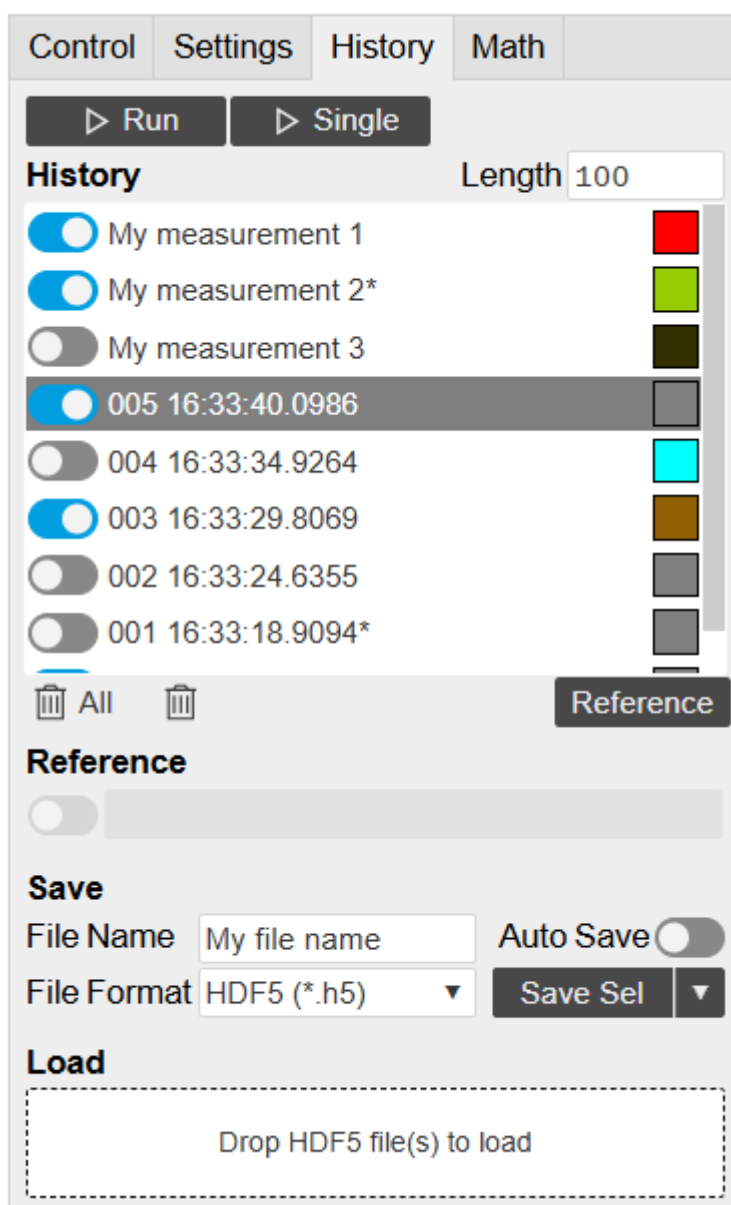 Control Settings History Math
Run Single
History Length 100
My measurement 1
My measurement 2*
My measurement 3
005 16:33:40.0986
004 16:33:34.9264
003 16:33:29.8069
002 16:33:24.6355
001 16:33:18.9094*
All Reference
Reference
Save
File Name My file name Auto Save
File Format HDF5 (*.h5) Save Sel
Load
Drop HDF5 file(s) to load